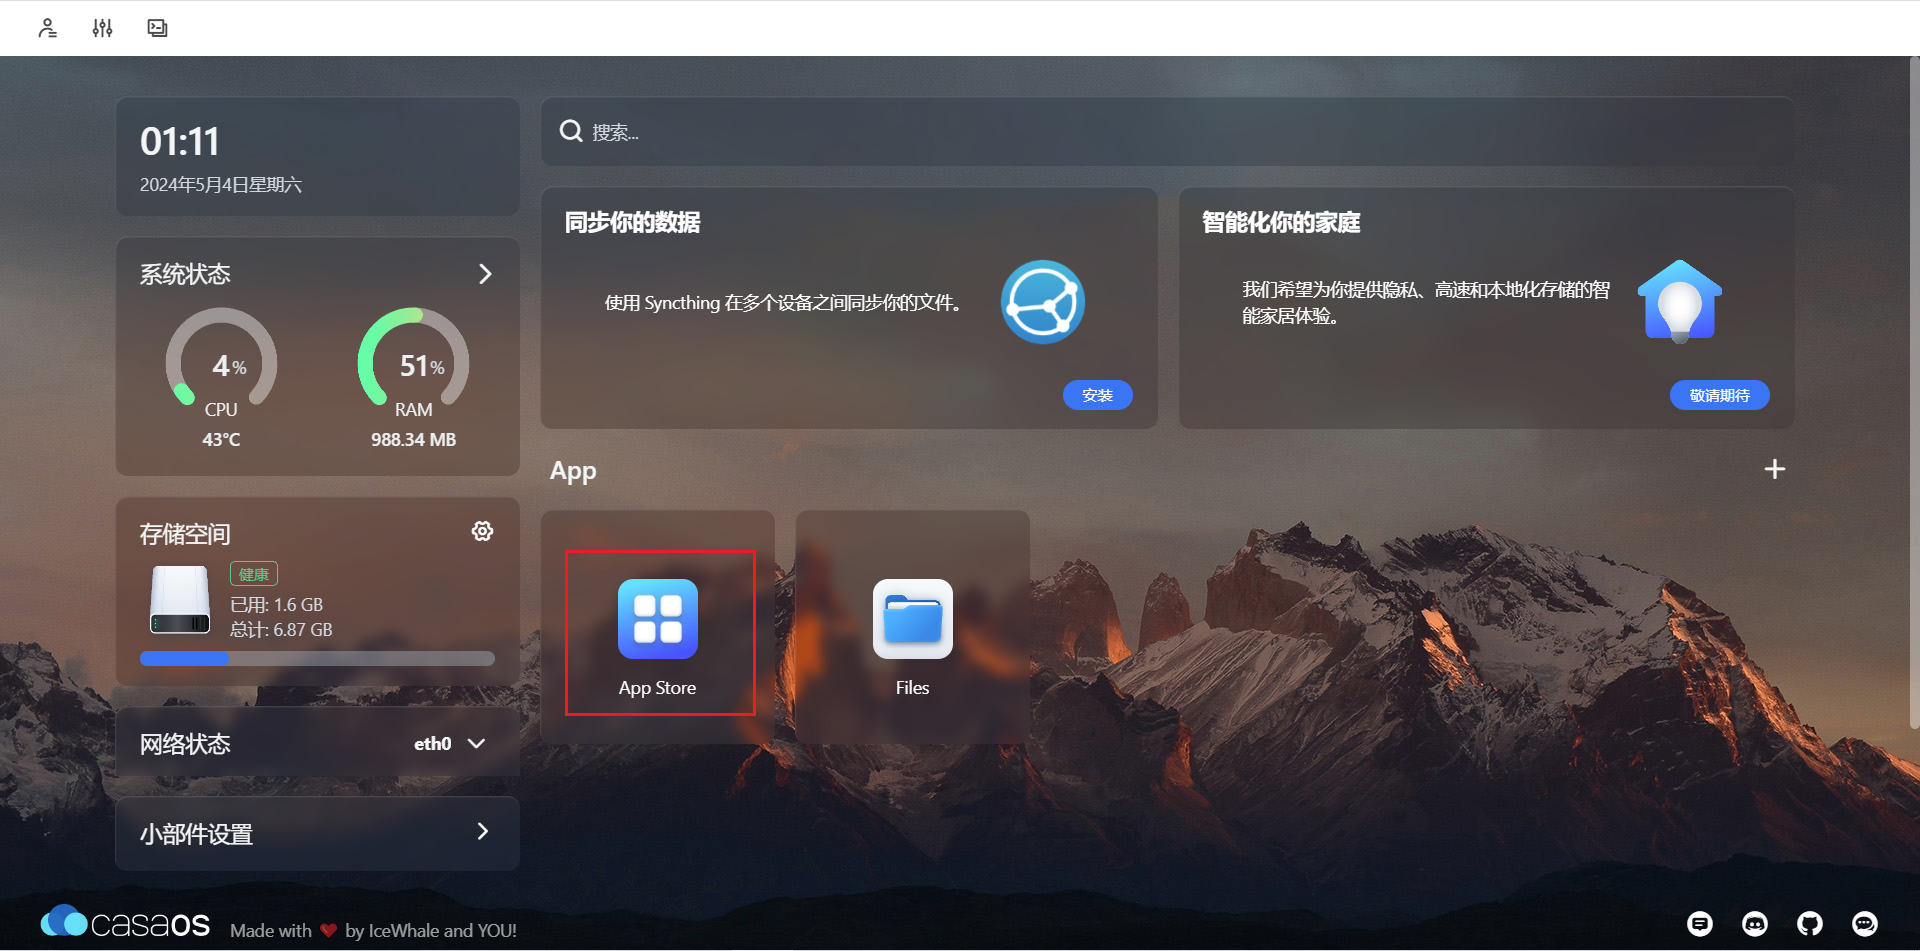 01:11
2024年5月4日星期六
系统状态
4%
CPU
43°C
51%
RAM
988.34 MB
存储空间
健康
已用: 1.6 GB
总计: 6.87 GB
网络状态
eth0
小部件设置
搜索...
同步你的数据
使用 Syncthing 在多个设备之间同步你的文件。
安装
智能化你的家庭
我们希望为你提供隐私、高速和本地化存储的智
能家居体验。
敬请期待
App
App Store
Files
casaos
Made with ❤ by IceWhale and YOU!